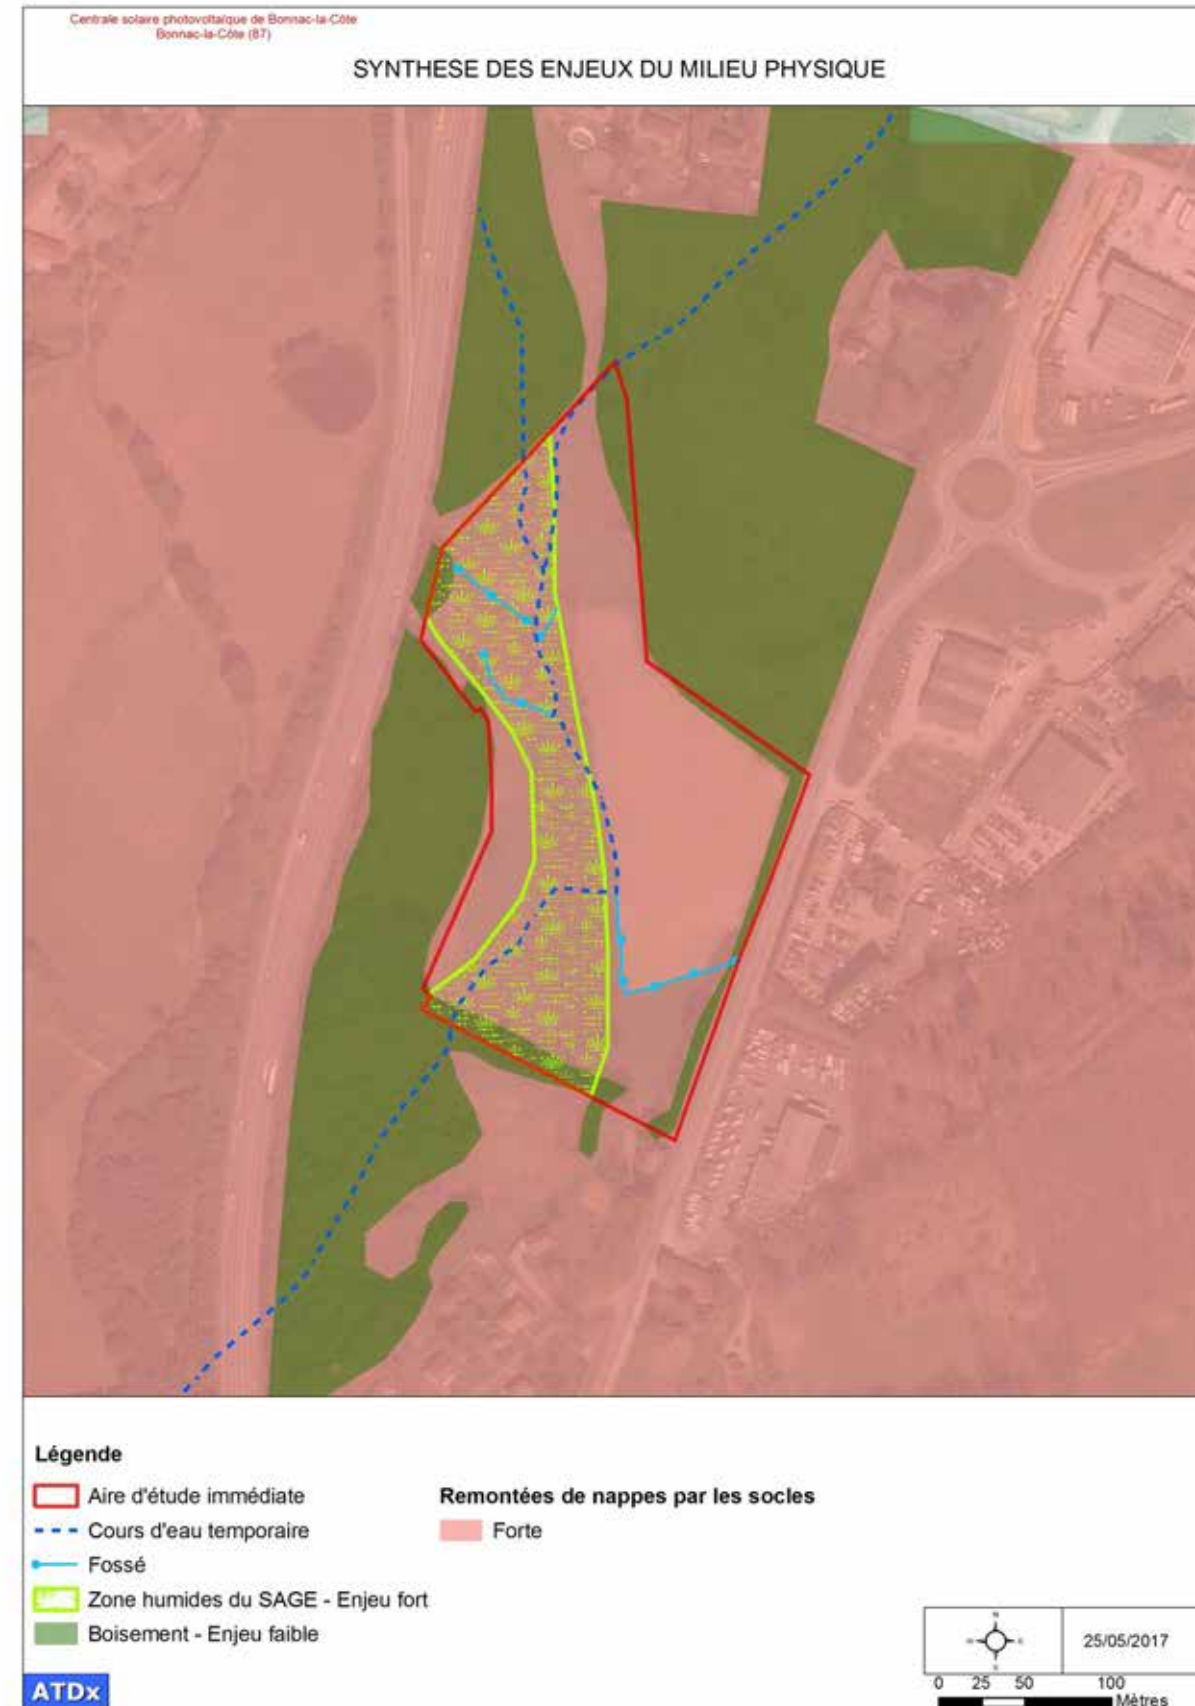 Centrale solaire photovoltaïque de Bonnac-la-Côte
Bonnac-la-Côte (87)
SYNTHESE DES ENJEUX DU MILIEU PHYSIQUE
Légende
Aire d'étude immédiate
Cours d'eau temporaire
Fossé
Zone humides du SAGE - Enjeu fort
Boisement - Enjeu faible
Remontées de nappes par les socles
Forte
ATDx
25/05/2017
0 25 50 100
Mètres